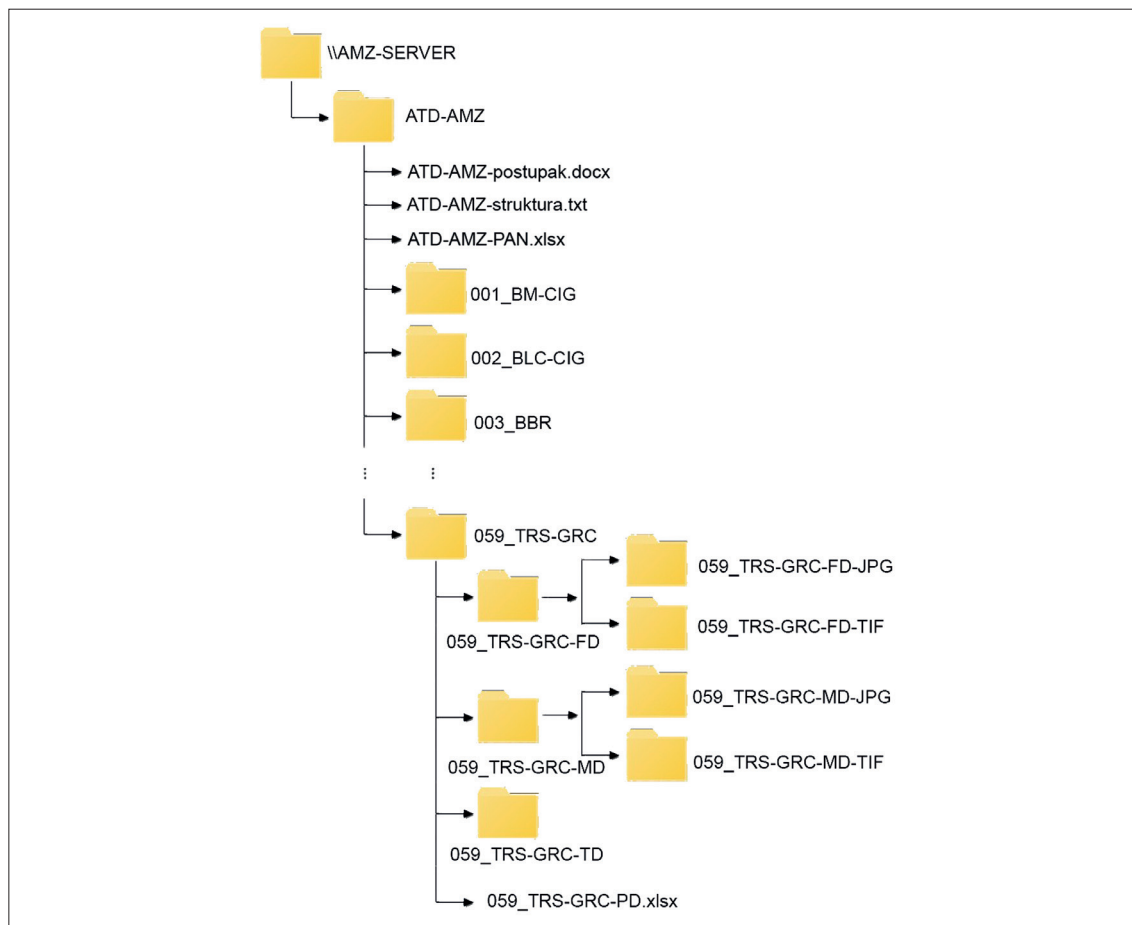 \\AMZ-SERVER
ATD-AMZ
ATD-AMZ-postupak.docx
ATD-AMZ-struktura.txt
ATD-AMZ-PAN.xlsx
001_BM-CIG
002_BLC-CIG
003_BBR
... ...
059_TRS-GRC
059_TRS-GRC-FD-JPG
059_TRS-GRC-FD
059_TRS-GRC-FD-TIF
059_TRS-GRC-MD-JPG
059_TRS-GRC-MD
059_TRS-GRC-MD-TIF
059_TRS-GRC-TD
059_TRS-GRC-PD.xlsx